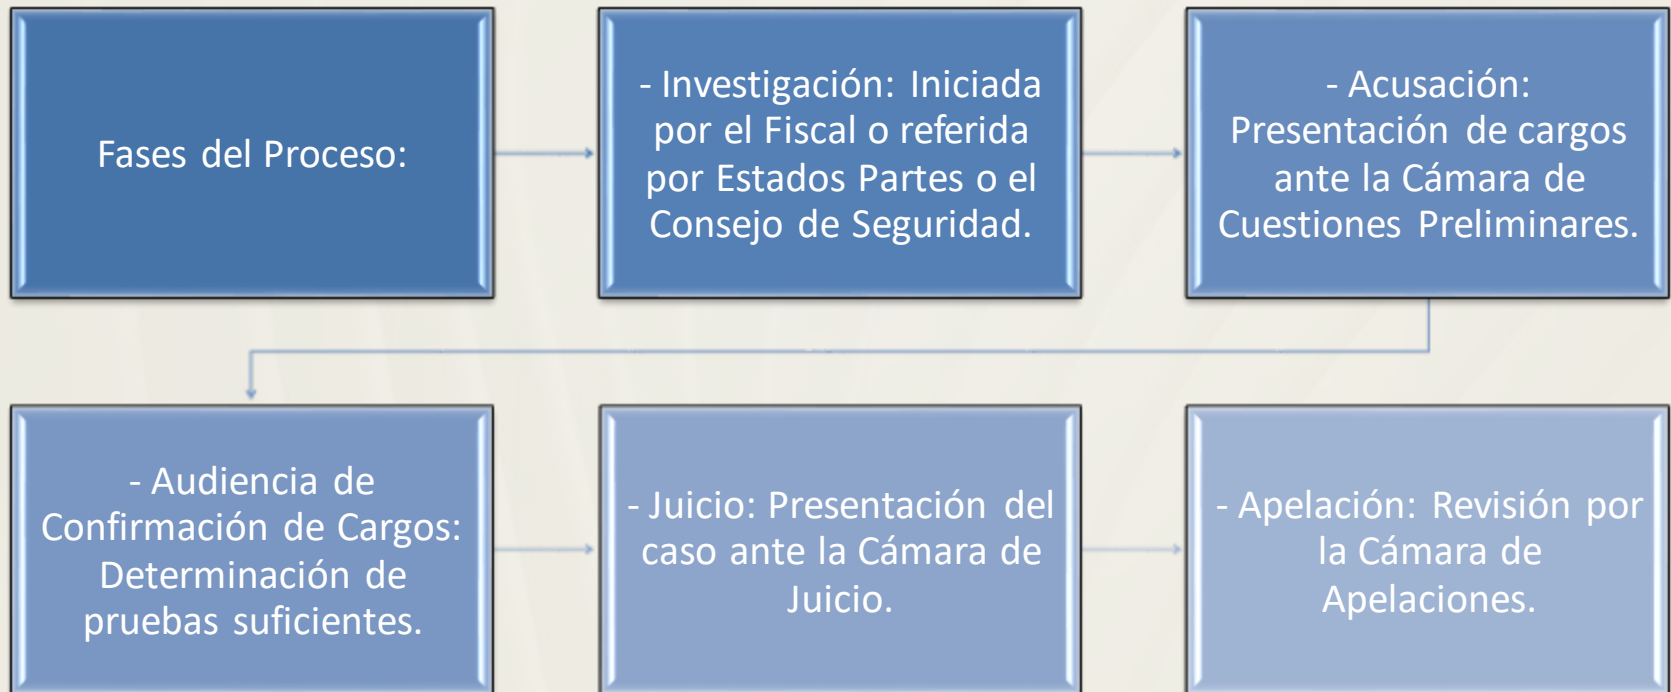 Fases del Proceso:
- Investigación: Iniciada
por el Fiscal o referida
por Estados Partes o el
Consejo de Seguridad.
- Acusación:
Presentación de cargos
ante la Cámara de
Cuestiones Preliminares.
- Audiencia de
Confirmación de Cargos:
Determinación de
pruebas suficientes.
- Juicio: Presentación del
caso ante la Cámara de
Juicio.
- Apelación: Revisión por
la Cámara de
Apelaciones.